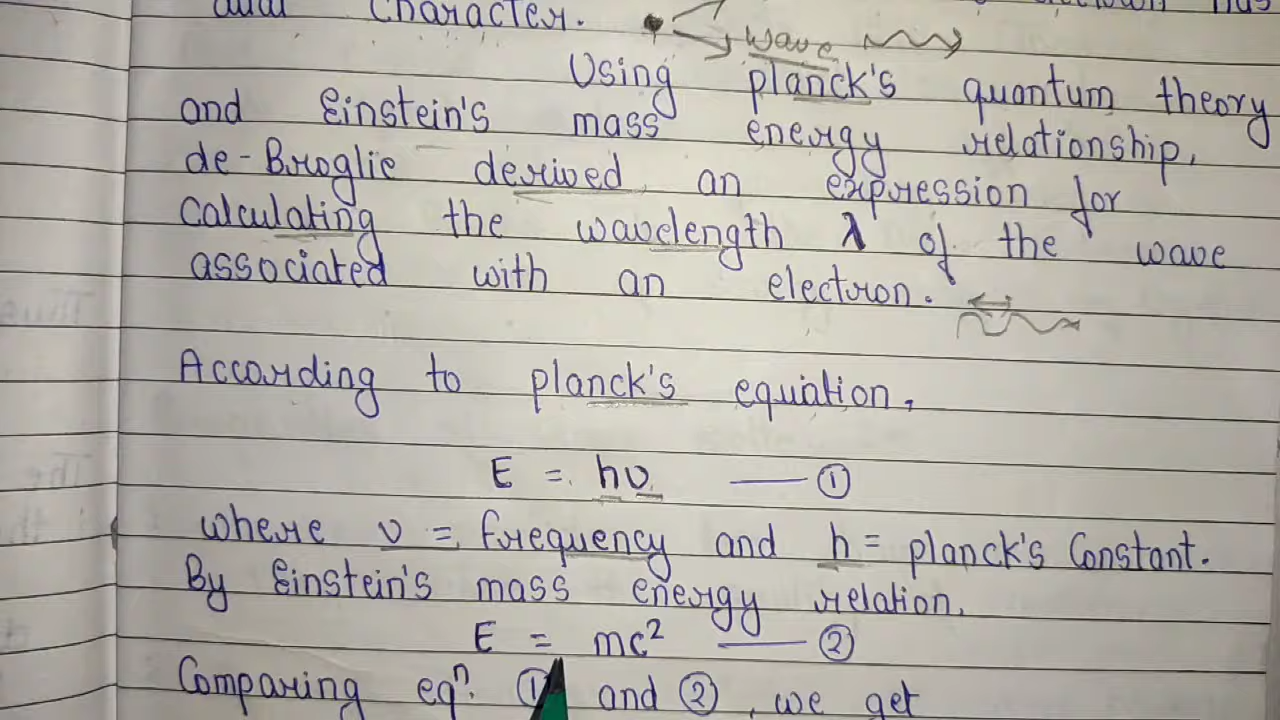 dual character.
wave
Using planck's quantum theory
and Einstein's mass energy relationship,
de-Broglie derived an expression for
calculating the wavelength λ of the wave
associated with an electron.
According to planck's equation,
E = hυ —— ①
where υ = frequency and h = planck's Constant.
By Einstein's mass energy relation,
E = mc² —— ②
Comparing eqⁿ. ① and ②, we get